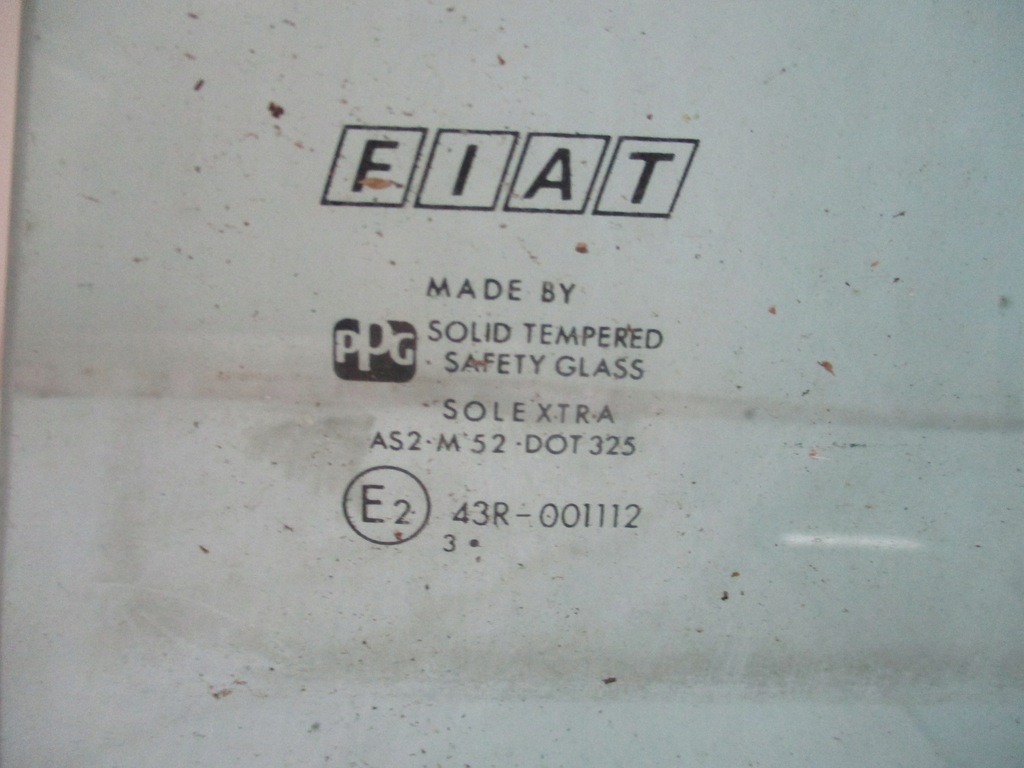 FIAT
MADE BY
PPG SOLID TEMPERED
SAFETY GLASS
SOLEXTRA
AS2·M 52·DOT 325
E2 43R-001112
3 •